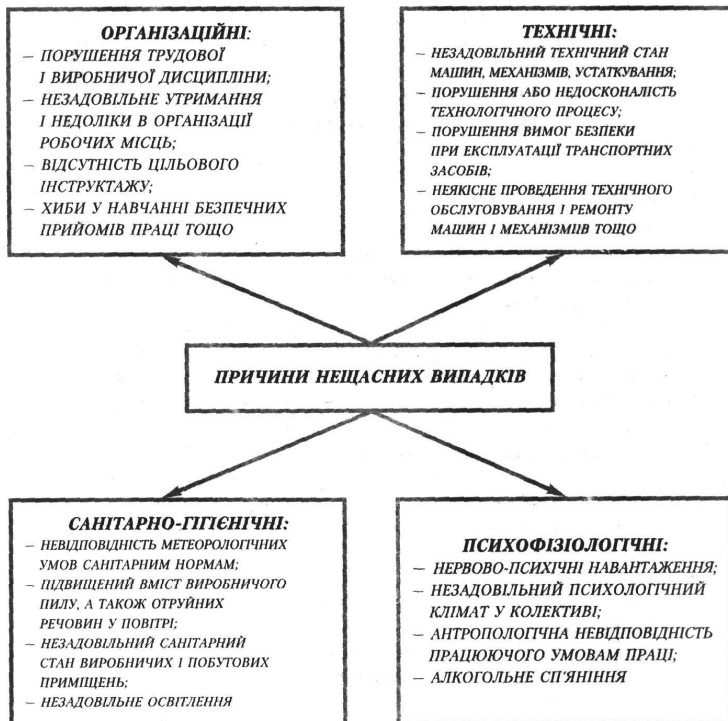 ОРГАНІЗАЦІЙНІ:
– ПОРУШЕННЯ ТРУДОВОЇ
І ВИРОБНИЧОЇ ДИСЦИПЛІНИ;
– НЕЗАДОВІЛЬНЕ УТРИМАННЯ
І НЕДОЛІКИ В ОРГАНІЗАЦІЇ
РОБОЧИХ МІСЦЬ;
– ВІДСУТНІСТЬ ЦІЛЬОВОГО
ІНСТРУКТАЖУ;
– ХИБИ У НАВЧАННІ БЕЗПЕЧНИХ
ПРИЙОМІВ ПРАЦІ ТОЩО
ТЕХНІЧНІ:
– НЕЗАДОВІЛЬНИЙ ТЕХНІЧНИЙ СТАН
МАШИН, МЕХАНІЗМІВ, УСТАТКУВАННЯ;
– ПОРУШЕННЯ АБО НЕДОСКОНАЛІСТЬ
ТЕХНОЛОГІЧНОГО ПРОЦЕСУ;
– ПОРУШЕННЯ ВИМОГ БЕЗПЕКИ
ПРИ ЕКСПЛУАТАЦІЇ ТРАНСПОРТНИХ
ЗАСОБІВ;
– НЕЯКІСНЕ ПРОВЕДЕННЯ ТЕХНІЧНОГО
ОБСЛУГОВУВАННЯ І РЕМОНТУ
МАШИН І МЕХАНІЗМІВ ТОЩО
ПРИЧИНИ НЕЩАСНИХ ВИПАДКІВ
САНІТАРНО-ГІГІЄНІЧНІ:
– НЕВІДПОВІДНІСТЬ МЕТЕОРОЛОГІЧНИХ
УМОВ САНІТАРНИМ НОРМАМ;
– ПІДВИЩЕНИЙ ВМІСТ ВИРОБНИЧОГО
ПИЛУ, А ТАКОЖ ОТРУЙНИХ
РЕЧОВИН У ПОВІТРІ;
– НЕЗАДОВІЛЬНИЙ САНІТАРНИЙ
СТАН ВИРОБНИЧИХ І ПОБУТОВИХ
ПРИМІЩЕНЬ;
– НЕЗАДОВІЛЬНЕ ОСВІТЛЕННЯ
ПСИХОФІЗІОЛОГІЧНІ:
– НЕРВОВО-ПСИХІЧНІ НАВАНТАЖЕННЯ;
– НЕЗАДОВІЛЬНИЙ ПСИХОЛОГІЧНИЙ
КЛІМАТ У КОЛЕКТИВІ;
– АНТРОПОЛОГІЧНА НЕВІДПОВІДНІСТЬ
ПРАЦЮЮЧОГО УМОВАМ ПРАЦІ;
– АЛКОГОЛЬНЕ СП'ЯНІННЯ